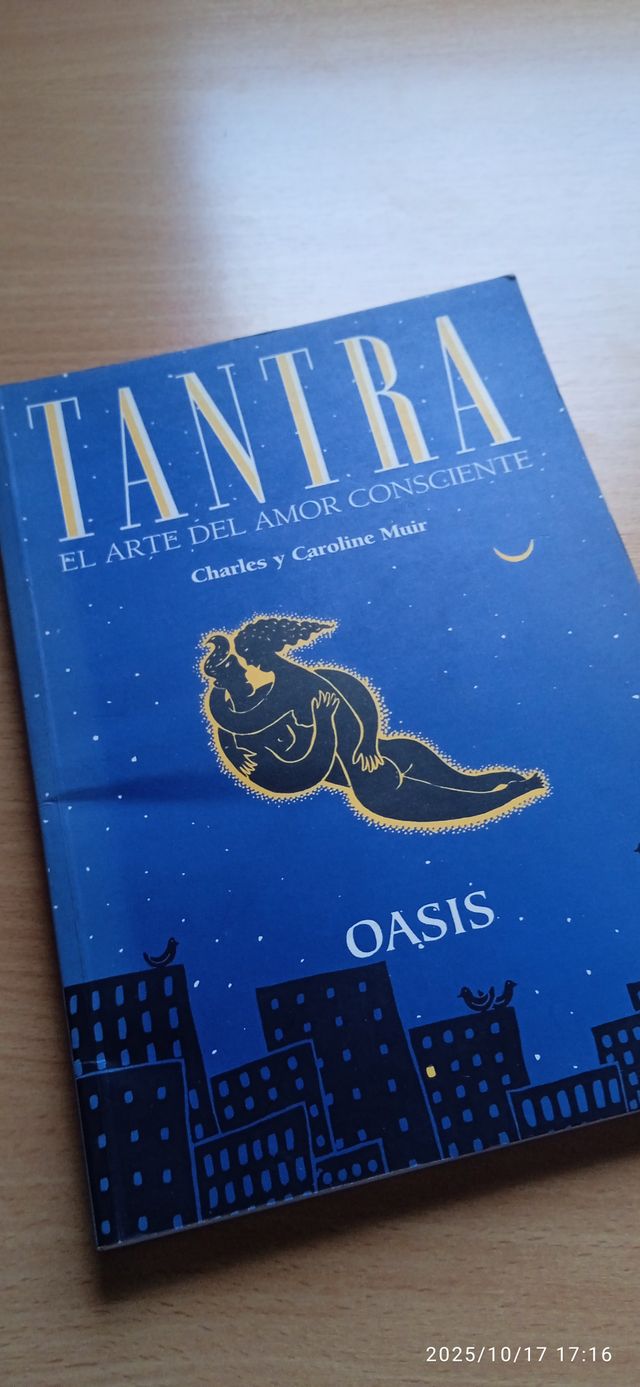 TANTRA
EL ARTE DEL AMOR CONSCIENTE
Charles y Caroline Muir
OASIS
2025/10/17 17:16